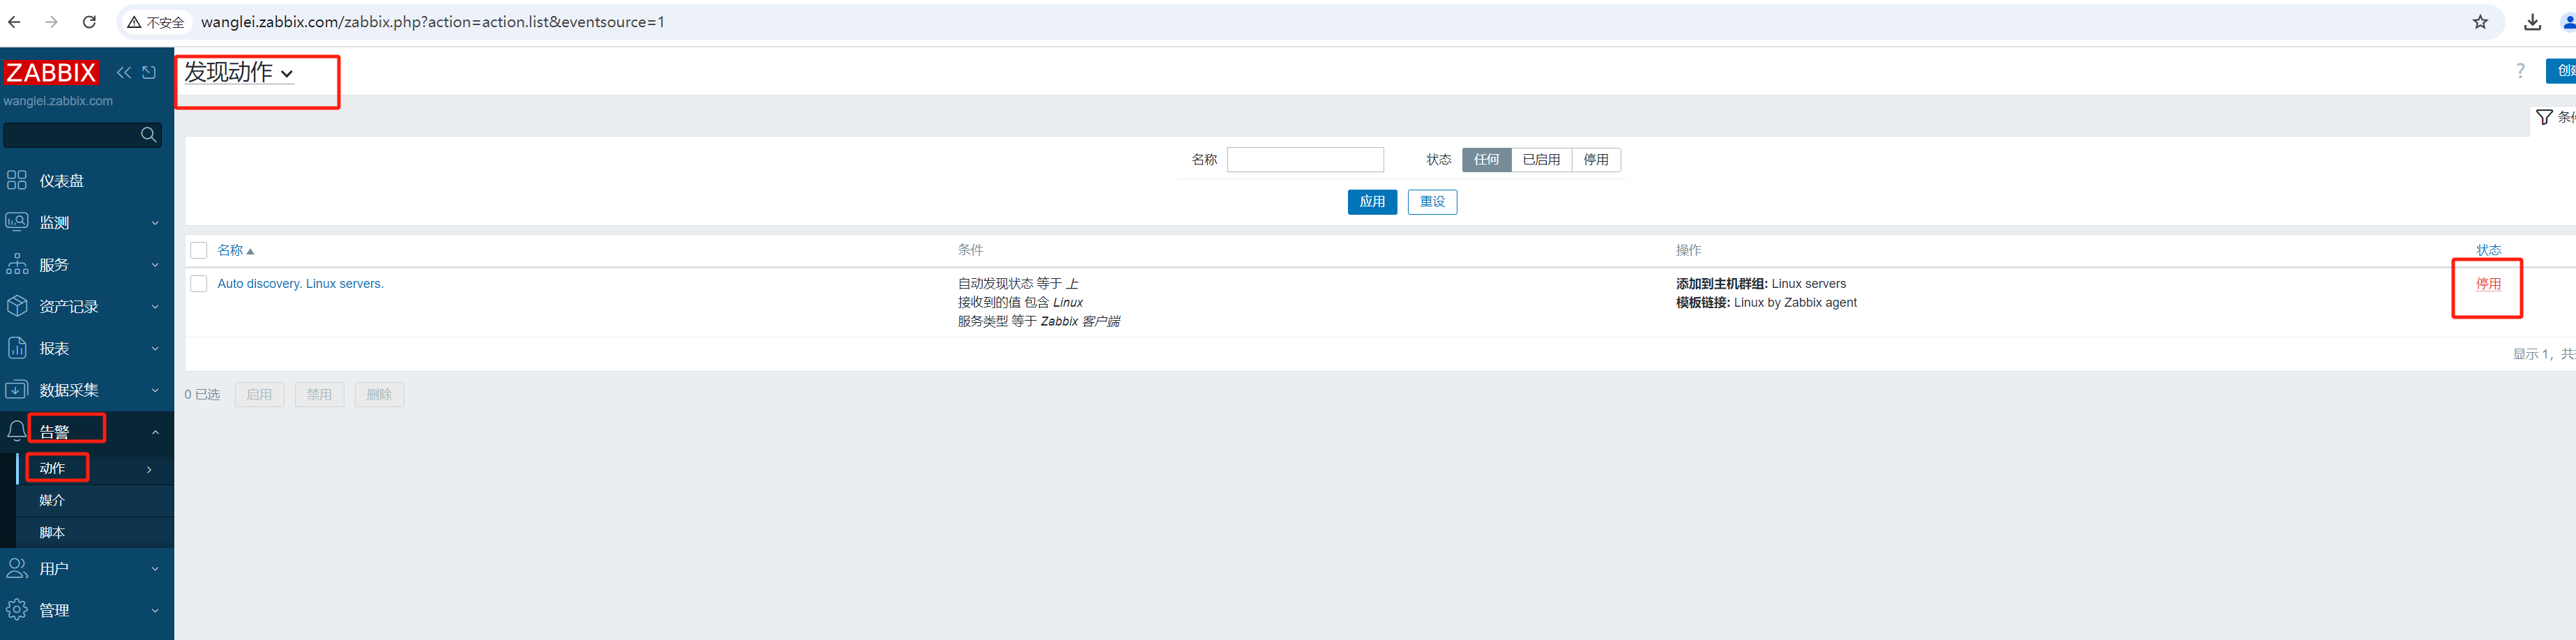 不安全 wanglei.zabbix.com/zabbix.php?action=action.list&eventsource=1
ZABBIX
wanglei.zabbix.com
仪表盘
监测
服务
资产记录
报表
数据采集
告警
动作
媒介
脚本
用户
管理
发现动作
?
名称 状态 任何 已启用 停用
应用 重设
名称 条件 操作 状态
Auto discovery. Linux servers.
自动发现状态 等于 上
接收到的值 包含 Linux
服务类型 等于 Zabbix 客户端
添加到主机群组: Linux servers
模板链接: Linux by Zabbix agent
停用
显示 1，共
0 已选 启用 禁用 删除